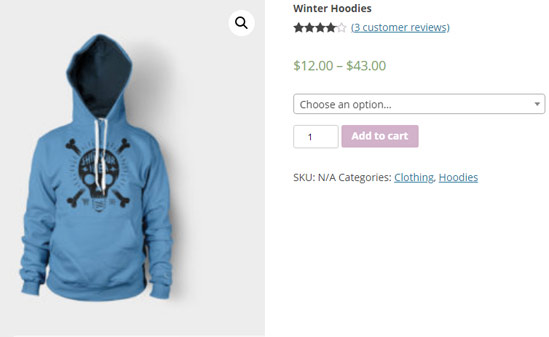 Winter Hoodies
(3 customer reviews)
$12.00 – $43.00
Choose an option...
1
Add to cart
SKU: N/A Categories: Clothing, Hoodies